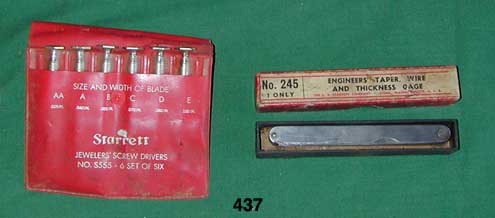 SIZE AND WIDTH OF BLADE
AA A B C D E
Starrett
JEWELERS' SCREW DRIVERS
NO. S555 - 6 SET OF SIX
No. 245
1 ONLY
ENGINEERS' TAPER, WIRE
AND THICKNESS GAGE
437